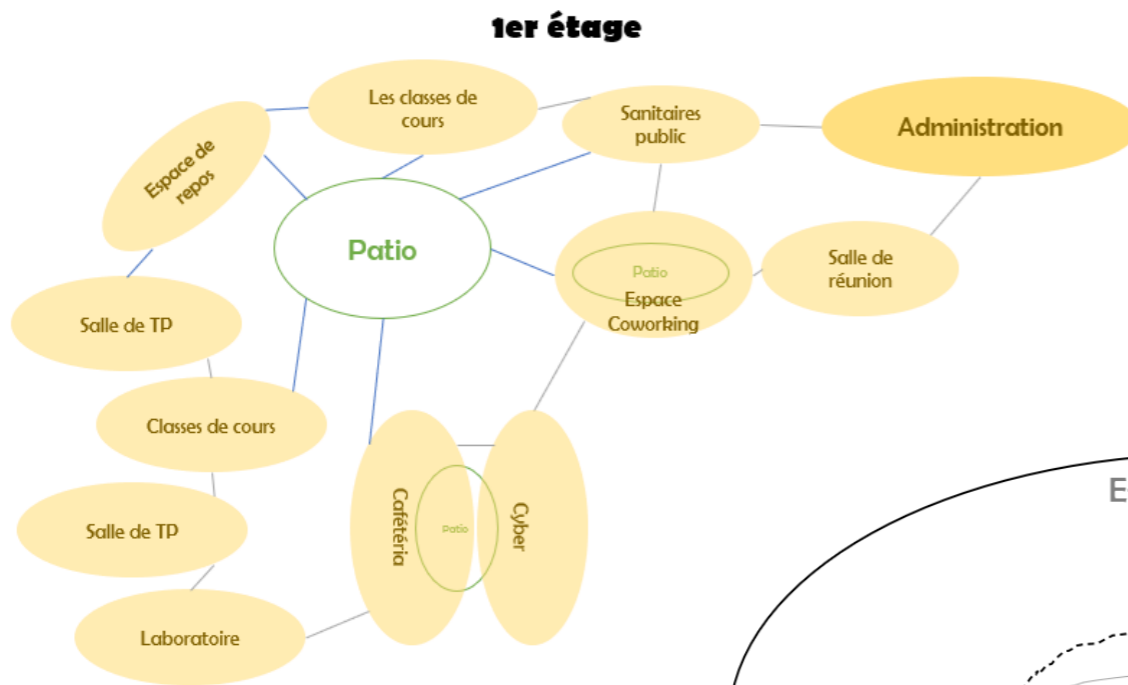 1er étage
Les classes de
cours
Sanitaires
public
Administration
Espace de
repos
Patio
Patio
Espace
Coworking
Salle de
réunion
Salle de TP
Classes de cours
Salle de TP
Laboratoire
Cafétéria
Patio
Cyber